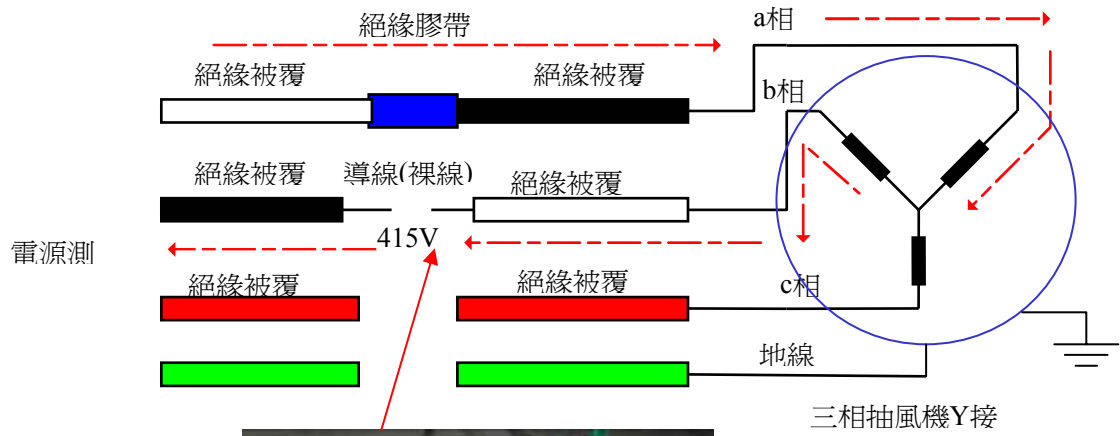 a相
絕緣膠帶
絕緣被覆
絕緣被覆
b相
絕緣被覆
導線(裸線)
絕緣被覆
415V
電源測
絕緣被覆
絕緣被覆
c相
地線
三相抽風機Y接